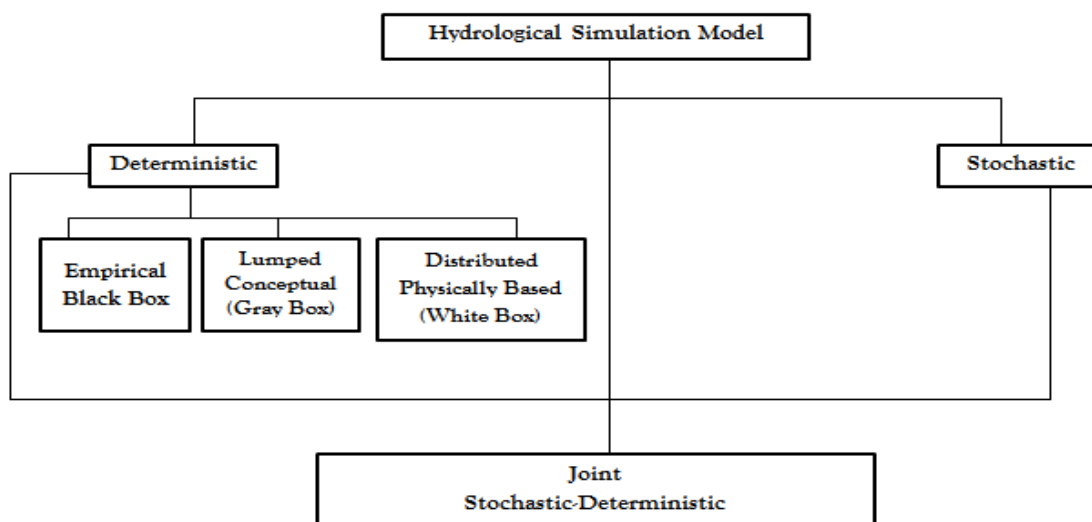 Hydrological Simulation Model
Deterministic
Stochastic
Empirical
Black Box
Lumped
Conceptual
(Gray Box)
Distributed
Physically Based
(White Box)
Joint
Stochastic-Deterministic